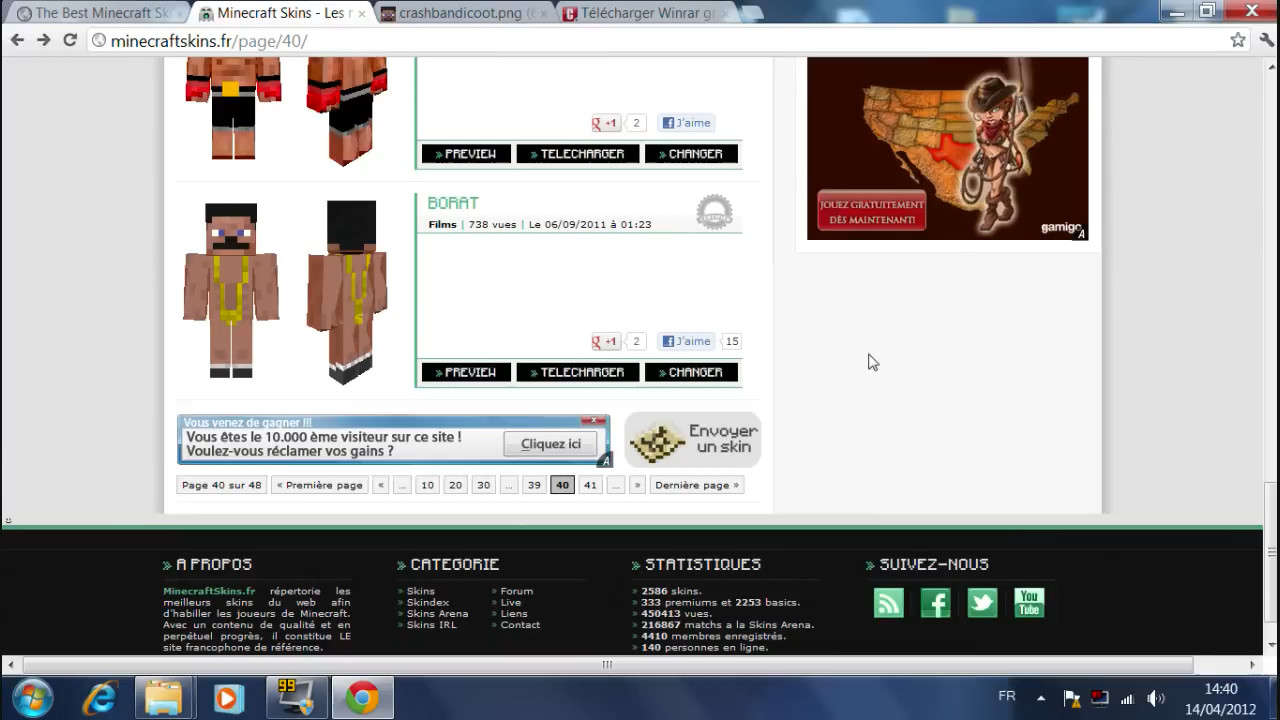 The Best Minecraft Sk
Minecraft Skins - Les r
crashbandicoot.png (6
Télécharger Winrar gr
minecraftskins.fr/page/40/
+1
2
J'aime
» PREVIEW
» TELECHARGER
» CHANGER
JOUEZ GRATUITEMENT
DÈS MAINTENANT!
gamigo
BORAT
Films | 738 vues | Le 06/09/2011 à 01:23
+1
2
J'aime
15
» PREVIEW
» TELECHARGER
» CHANGER
Vous venez de gagner !!!
Vous êtes le 10.000 ème visiteur sur ce site !
Voulez-vous réclamer vos gains ?
Cliquez ici
Envoyer
un skin
Page 40 sur 48
« Première page
«
...
10
20
30
...
39
40
41
...
»
Dernière page »
» A PROPOS
MinecraftSkins.fr répertorie les
meilleurs skins du web afin
d'habiller les joueurs de Minecraft.
Avec un contenu de qualité et en
perpétuel progrès, il constitue LE
site francophone de référence.
» CATEGORIE
» Skins
» Skindex
» Skins Arena
» Skins IRL
» Forum
» Live
» Liens
» Contact
» STATISTIQUES
» 2586 skins.
» 333 premiums et 2253 basics.
» 450413 vues.
» 216867 matchs a la Skins Arena.
» 4410 membres enregistrés.
» 140 personnes en ligne.
» SUIVEZ-NOUS
You
Tube
99
FR
14:40
14/04/2012